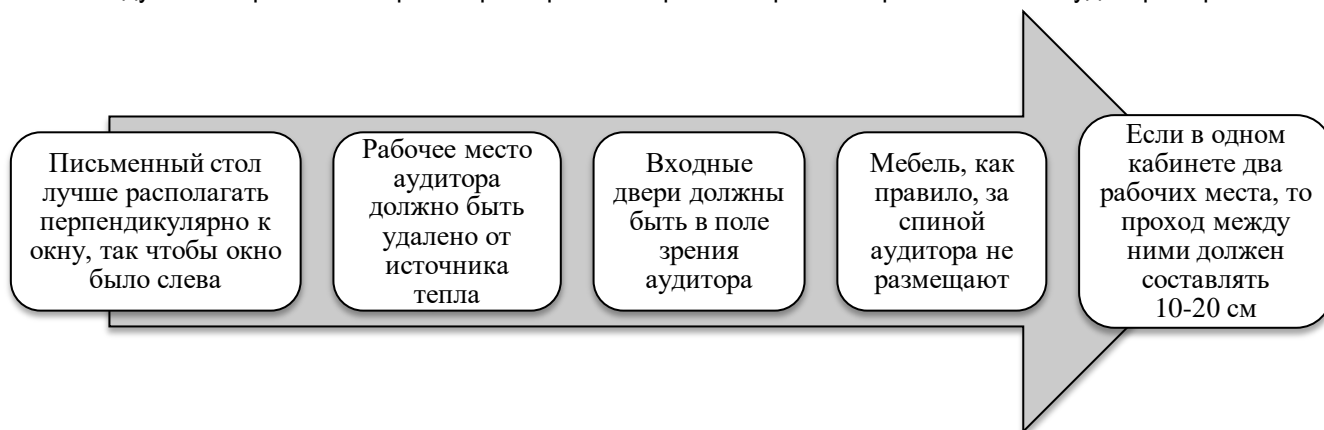 Письменный стол
лучше располагать
перпендикулярно к
окну, так чтобы окно
было слева
Рабочее место
аудитора
должно быть
удалено от
источника
тепла
Входные
двери должны
быть в поле
зрения
аудитора
Мебель, как
правило, за
спиной
аудитора не
размещают
Если в одном
кабинете два
рабочих места, то
проход между
ними должен
составлять
10-20 см